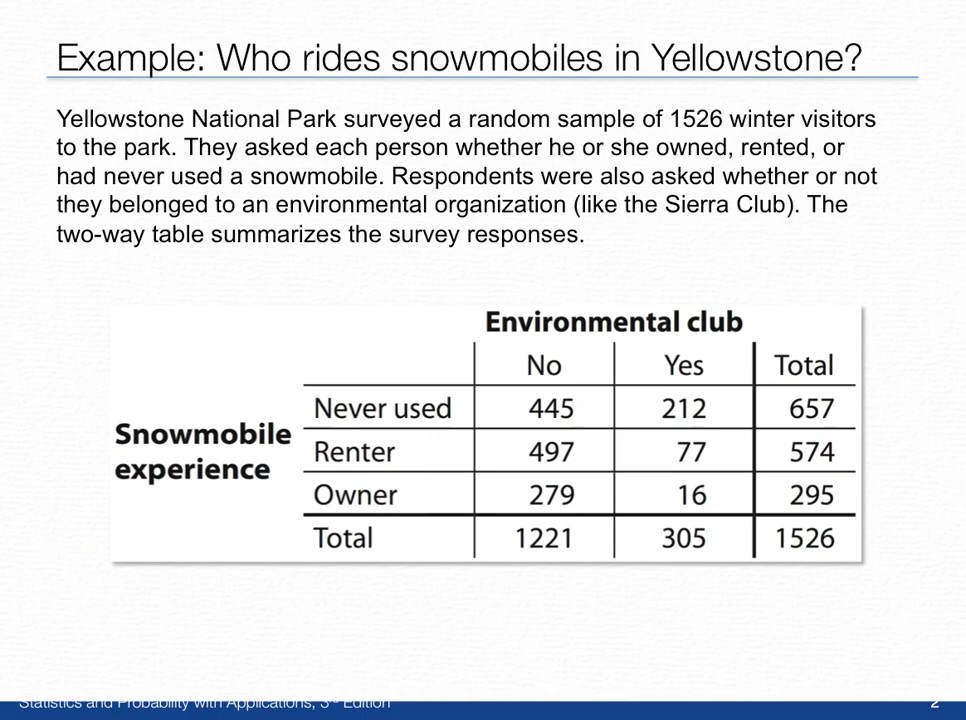 Example: Who rides snowmobiles in Yellowstone?
Yellowstone National Park surveyed a random sample of 1526 winter visitors
to the park. They asked each person whether he or she owned, rented, or
had never used a snowmobile. Respondents were also asked whether or not
they belonged to an environmental organization (like the Sierra Club). The
two-way table summarizes the survey responses.
Environmental club
No Yes Total
Never used 445 212 657
Snowmobile experience
Renter 497 77 574
Owner 279 16 295
Total 1221 305 1526
Statistics and Probability with Applications, 3rd Edition 2